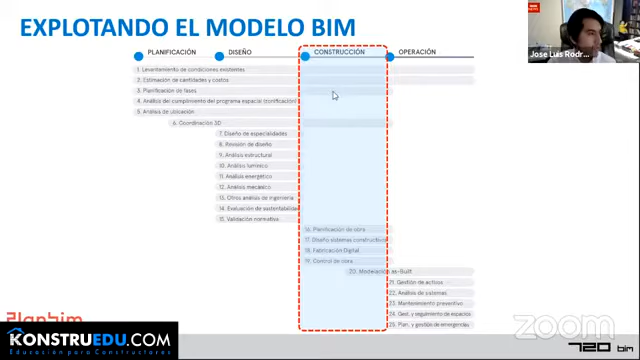 EXPLOTANDO EL MODELO BIM
PLANIFICACIÓN
DISEÑO
CONSTRUCCIÓN
OPERACIÓN
1. Levantamiento de condiciones existentes
2. Estimación de cantidades y costos
3. Planificación de fases
4. Análisis del cumplimiento del programa espacial (zonificación)
5. Análisis de ubicación
6. Coordinación 3D
7. Diseño de especialidades
8. Revisión de diseño
9. Análisis estructural
10. Análisis lumínico
11. Análisis energético
12. Análisis mecánico
13. Otros análisis de ingeniería
14. Evaluación de sustentabilidad
15. Validación normativa
16. Planificación de obra
17. Diseño sistemas constructivos
18. Fabricación Digital
19. Control de obra
20. Modelación as-Built
21. Gestión de activos
22. Análisis de sistemas
23. Mantenimiento preventivo
24. Gest. y seguimiento de espacios
25. Plan. y gestión de emergencias
Jose Luis Rodr...
planbim
KONSTRUEDU.COM
Educación para Constructores
zoom
720 bim